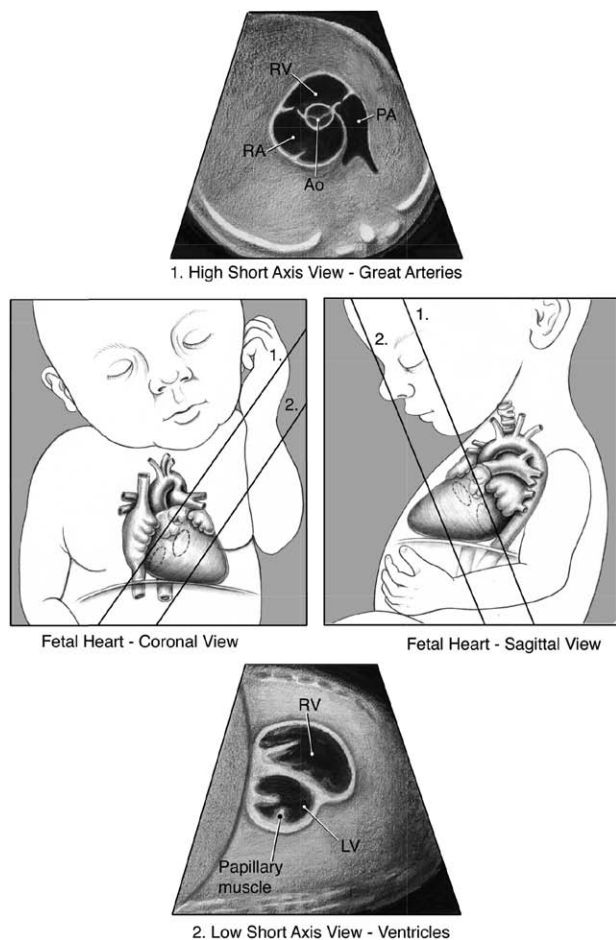 RV
PA
RA
Ao
1. High Short Axis View - Great Arteries
1.
2.
1.
2.
Fetal Heart - Coronal View
Fetal Heart - Sagittal View
RV
LV
Papillary
muscle
2. Low Short Axis View - Ventricles